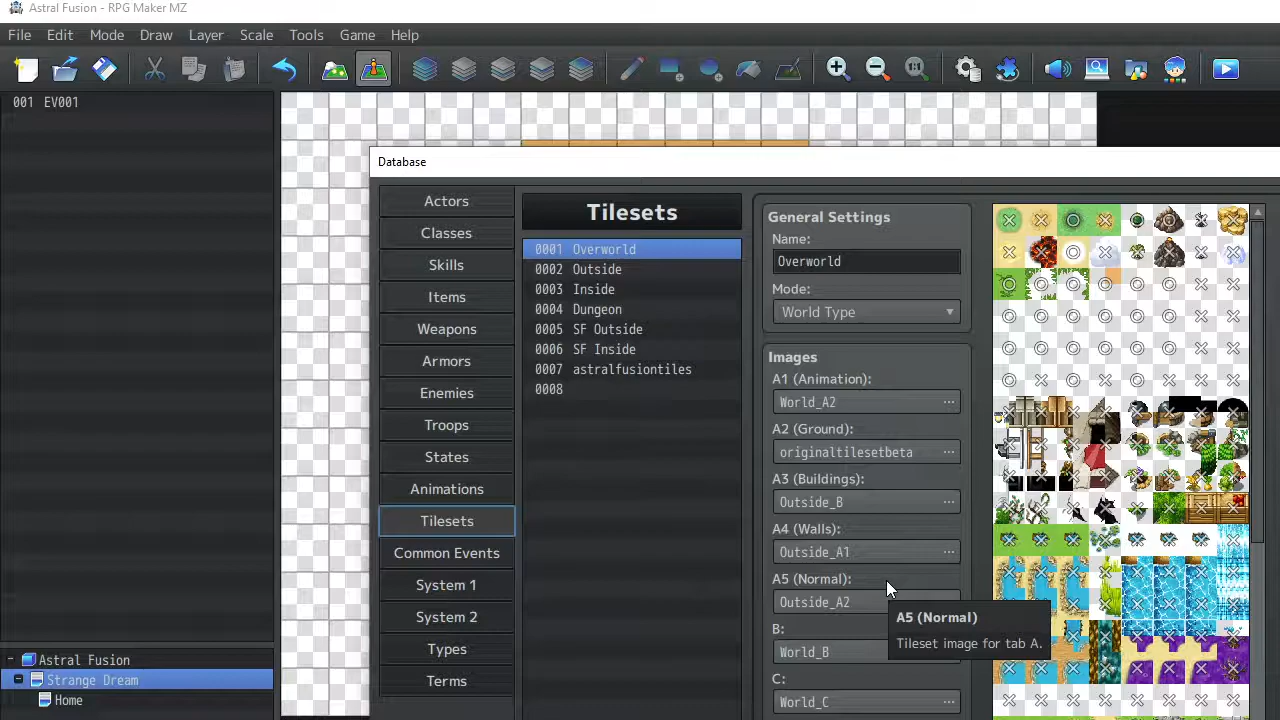 Astral Fusion - RPG Maker MZ
File Edit Mode Draw Layer Scale Tools Game Help
001 EV001
Database
Actors
Classes
Skills
Items
Weapons
Armors
Enemies
Troops
States
Animations
Tilesets
Common Events
System 1
System 2
Types
Terms
Tilesets
0001 Overworld
0002 Outside
0003 Inside
0004 Dungeon
0005 SF Outside
0006 SF Inside
0007 astralfusiontiles
0008
General Settings
Name:
Overworld
Mode:
World Type
Images
A1 (Animation):
World_A2 ...
A2 (Ground):
originaltilesetbeta ...
A3 (Buildings):
Outside_B ...
A4 (Walls):
Outside_A1 ...
A5 (Normal):
Outside_A2
B:
World_B
C:
World_C ...
A5 (Normal)
Tileset image for tab A.
Astral Fusion
Strange Dream
Home